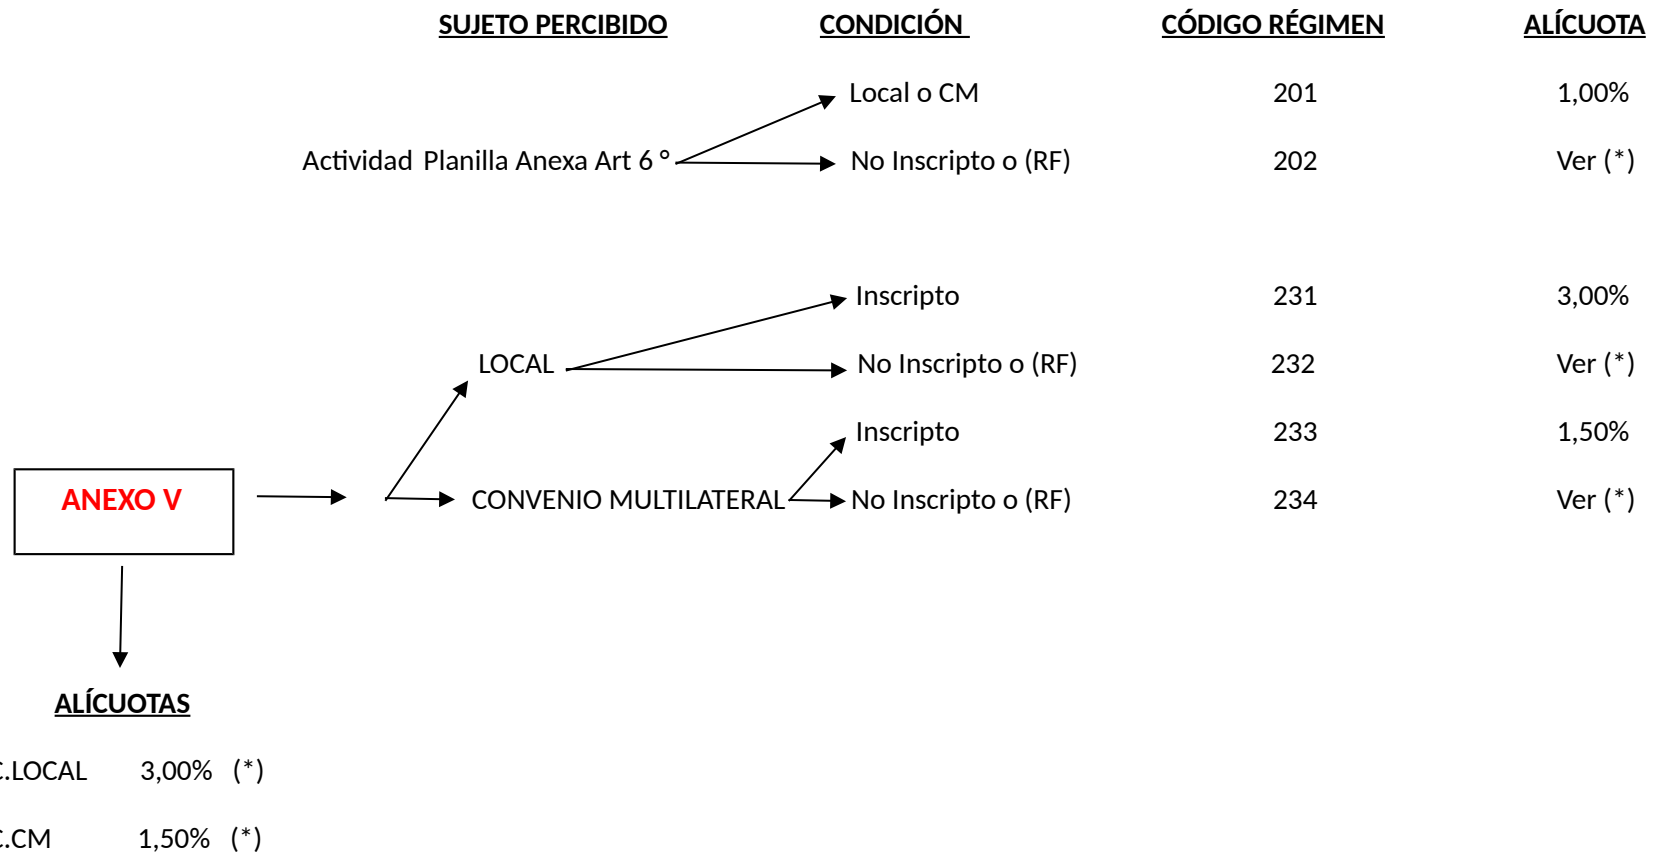 SUJETO PERCIBIDO CONDICIÓN CÓDIGO RÉGIMEN ALÍCUOTA
Local o CM 201 1,00%
Actividad Planilla Anexa Art 6 ° No Inscripto o (RF) 202 Ver (*)
Inscripto 231 3,00%
LOCAL No Inscripto o (RF) 232 Ver (*)
Inscripto 233 1,50%
ANEXO V CONVENIO MULTILATERAL No Inscripto o (RF) 234 Ver (*)
ALÍCUOTAS
C.LOCAL 3,00% (*)
C.CM 1,50% (*)